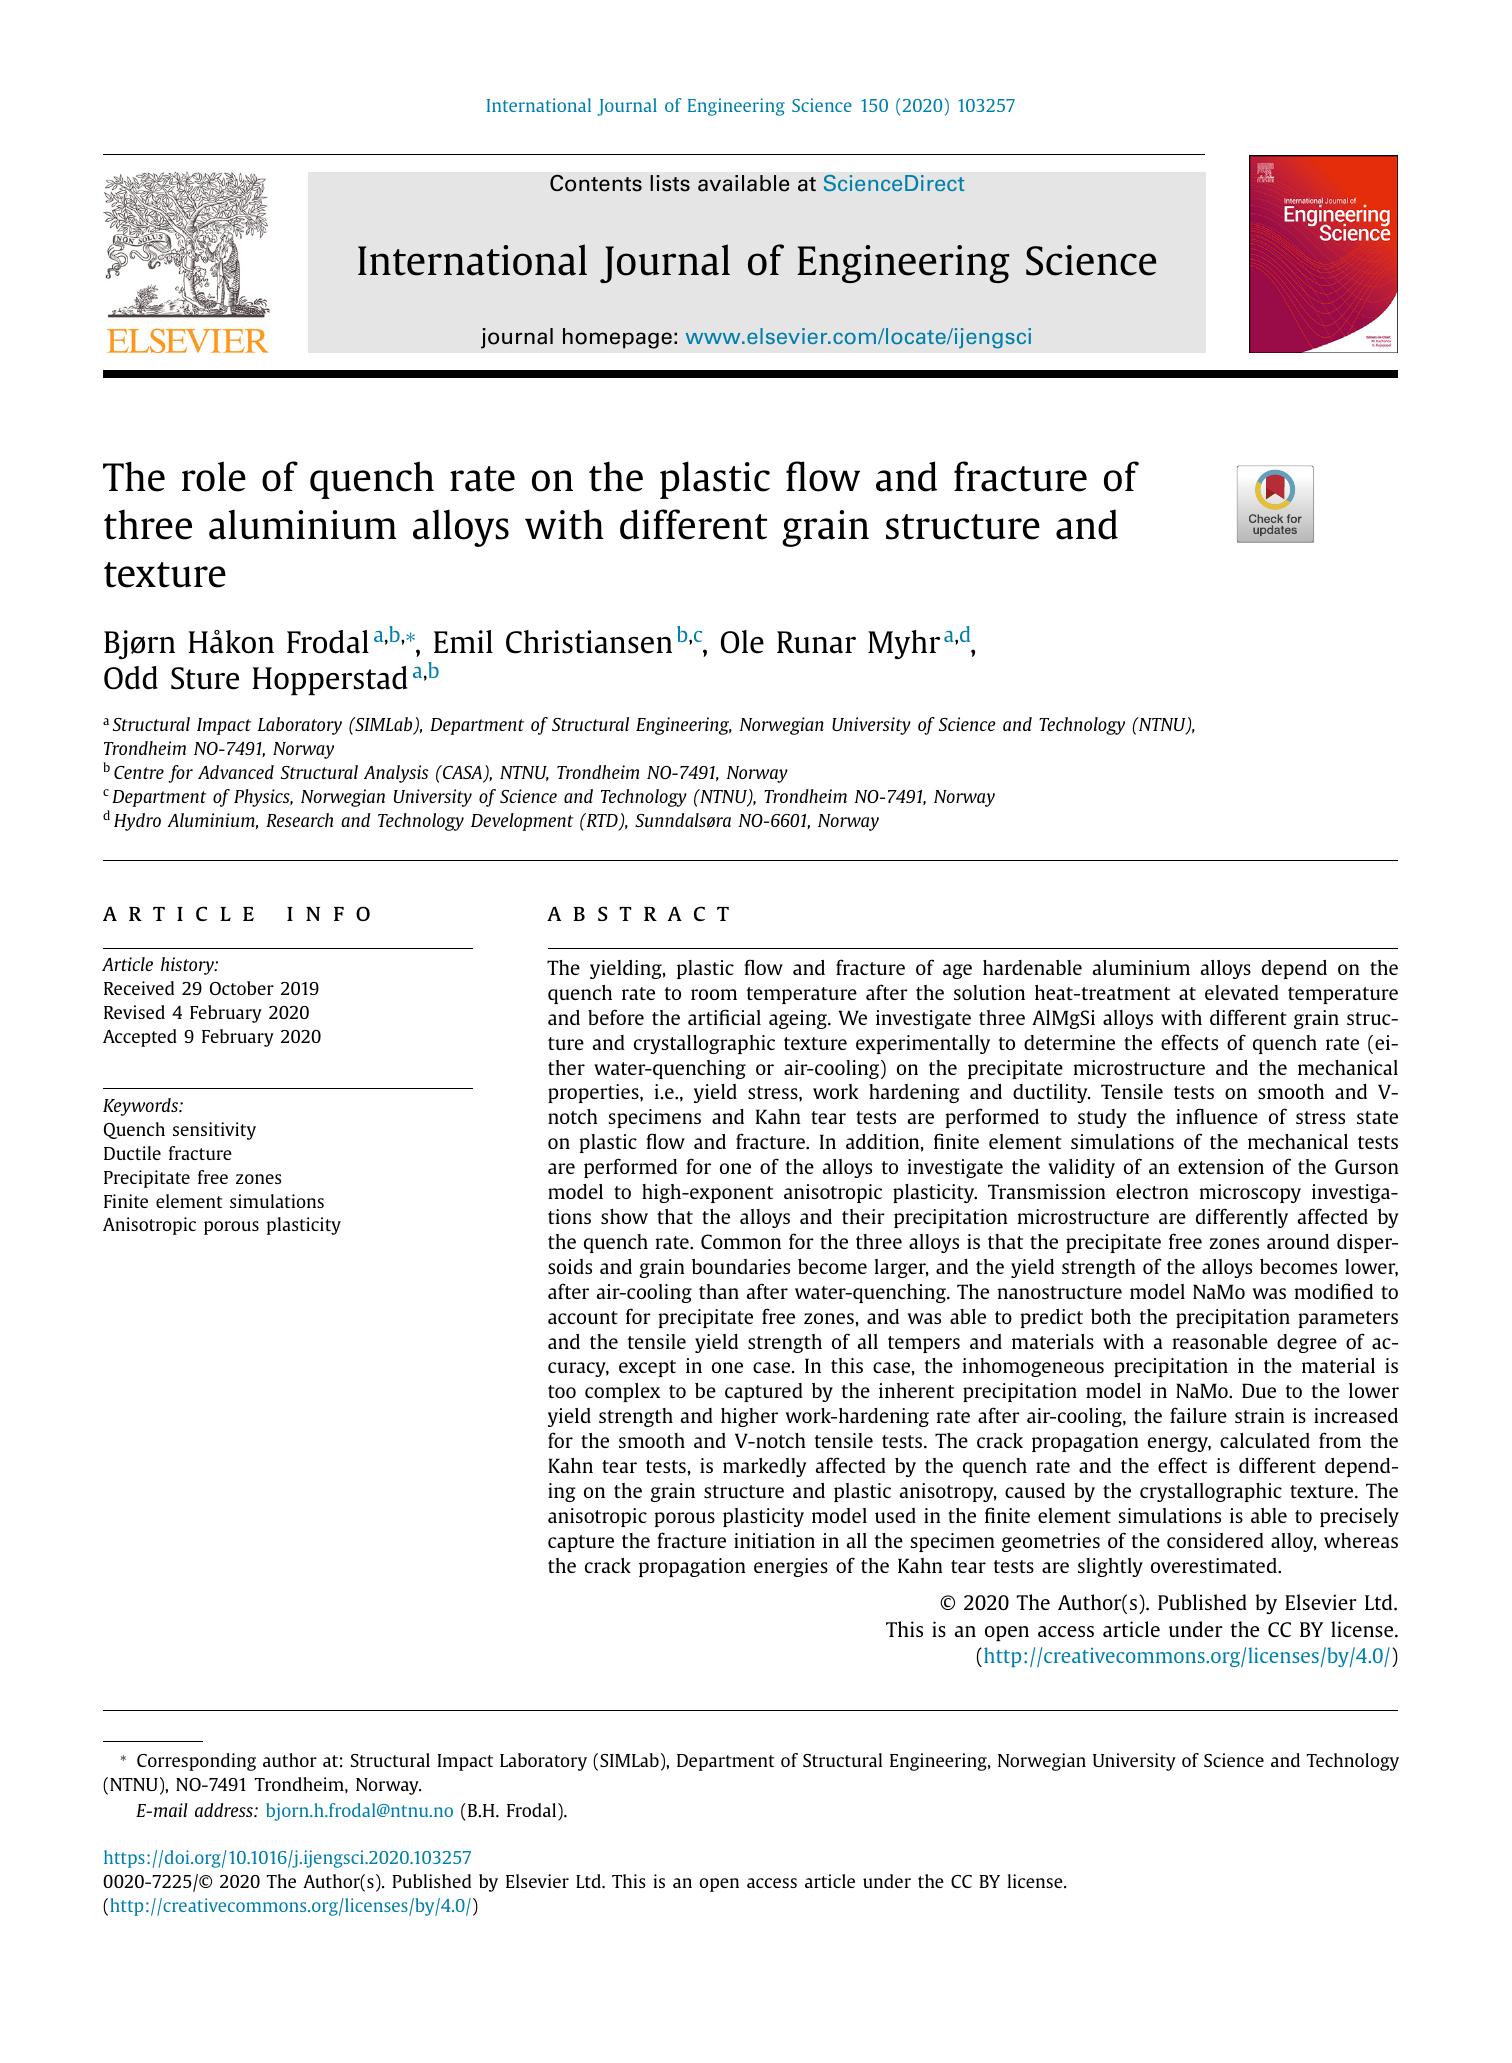 International Journal of Engineering Science 150 (2020) 103257
Contents lists available at ScienceDirect
International Journal of Engineering Science
journal homepage: www.elsevier.com/locate/ijengsci
NON SOLUS
ELSEVIER
International Journal of
Engineering
Science
The role of quench rate on the plastic flow and fracture of
three aluminium alloys with different grain structure and
texture
Check for
updates
Bjørn Håkon Frodal a,b,∗, Emil Christiansen b,c, Ole Runar Myhr a,d,
Odd Sture Hopperstad a,b
a Structural Impact Laboratory (SIMLab), Department of Structural Engineering, Norwegian University of Science and Technology (NTNU),
Trondheim NO-7491, Norway
b Centre for Advanced Structural Analysis (CASA), NTNU, Trondheim NO-7491, Norway
c Department of Physics, Norwegian University of Science and Technology (NTNU), Trondheim NO-7491, Norway
d Hydro Aluminium, Research and Technology Development (RTD), Sunndalsøra NO-6601, Norway
ARTICLE INFO
Article history:
Received 29 October 2019
Revised 4 February 2020
Accepted 9 February 2020
Keywords:
Quench sensitivity
Ductile fracture
Precipitate free zones
Finite element simulations
Anisotropic porous plasticity
ABSTRACT
The yielding, plastic flow and fracture of age hardenable aluminium alloys depend on the
quench rate to room temperature after the solution heat-treatment at elevated temperature
and before the artificial ageing. We investigate three AlMgSi alloys with different grain struc-
ture and crystallographic texture experimentally to determine the effects of quench rate (ei-
ther water-quenching or air-cooling) on the precipitate microstructure and the mechanical
properties, i.e., yield stress, work hardening and ductility. Tensile tests on smooth and V-
notch specimens and Kahn tear tests are performed to study the influence of stress state
on plastic flow and fracture. In addition, finite element simulations of the mechanical tests
are performed for one of the alloys to investigate the validity of an extension of the Gurson
model to high-exponent anisotropic plasticity. Transmission electron microscopy investiga-
tions show that the alloys and their precipitation microstructure are differently affected by
the quench rate. Common for the three alloys is that the precipitate free zones around disper-
soids and grain boundaries become larger, and the yield strength of the alloys becomes lower,
after air-cooling than after water-quenching. The nanostructure model NaMo was modified to
account for precipitate free zones, and was able to predict both the precipitation parameters
and the tensile yield strength of all tempers and materials with a reasonable degree of ac-
curacy, except in one case. In this case, the inhomogeneous precipitation in the material is
too complex to be captured by the inherent precipitation model in NaMo. Due to the lower
yield strength and higher work-hardening rate after air-cooling, the failure strain is increased
for the smooth and V-notch tensile tests. The crack propagation energy, calculated from the
Kahn tear tests, is markedly affected by the quench rate and the effect is different depend-
ing on the grain structure and plastic anisotropy, caused by the crystallographic texture. The
anisotropic porous plasticity model used in the finite element simulations is able to precisely
capture the fracture initiation in all the specimen geometries of the considered alloy, whereas
the crack propagation energies of the Kahn tear tests are slightly overestimated.
© 2020 The Author(s). Published by Elsevier Ltd.
This is an open access article under the CC BY license.
(http://creativecommons.org/licenses/by/4.0/)
∗ Corresponding author at: Structural Impact Laboratory (SIMLab), Department of Structural Engineering, Norwegian University of Science and Technology
(NTNU), NO-7491 Trondheim, Norway.
E-mail address: bjorn.h.frodal@ntnu.no (B.H. Frodal).
https://doi.org/10.1016/j.ijengsci.2020.103257
0020-7225/© 2020 The Author(s). Published by Elsevier Ltd. This is an open access article under the CC BY license.
(http://creativecommons.org/licenses/by/4.0/)